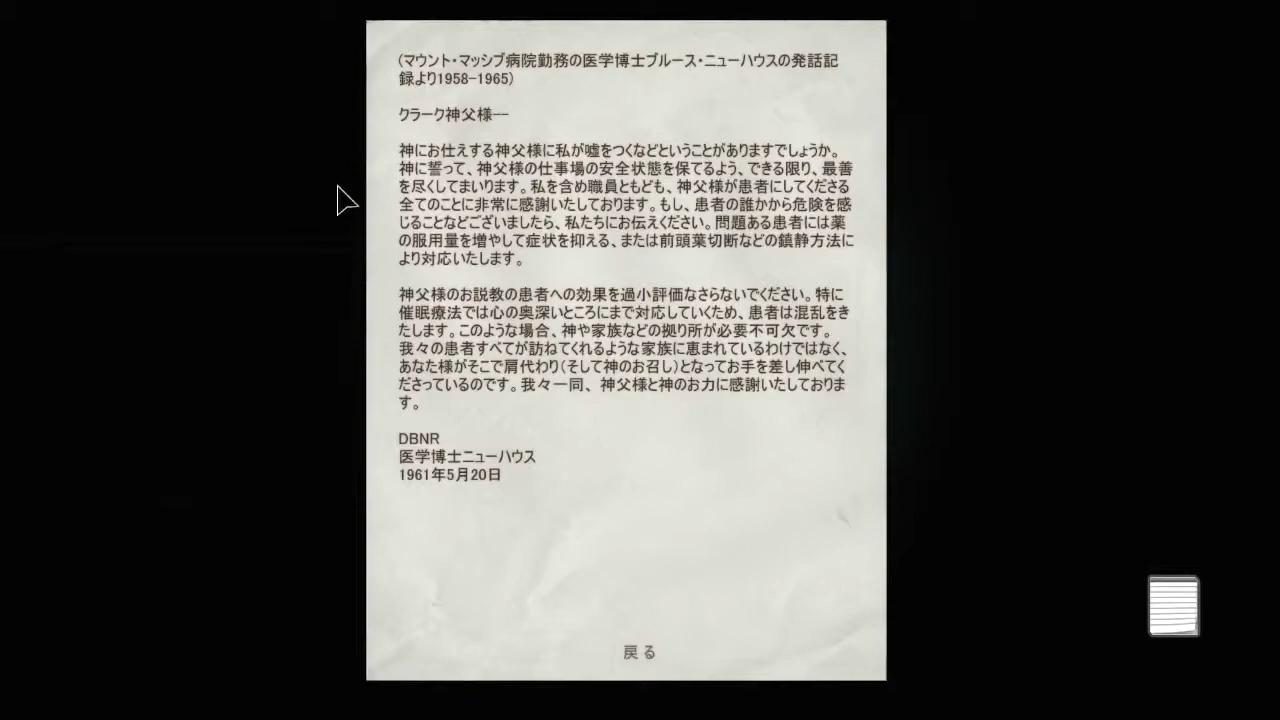 (マウント・マッシブ病院勤務の医学博士ブルース・ニューハウスの発話記
録より1958-1965)
クラーク神父様--
神にお仕えする神父様に私が嘘をつくなどということがありますでしょうか。
神に誓って、神父様の仕事場の安全状態を保てるよう、できる限り、最善
を尽くしてまいります。私を含め職員ともども、神父様が患者にしてくださる
全てのことに非常に感謝いたしております。もし、患者の誰かから危険を感
じることなどございましたら、私たちにお伝えください。問題ある患者には薬
の服用量を増やして症状を抑える、または前頭葉切断などの鎮静方法に
より対応いたします。
神父様のお説教の患者への効果を過小評価なさらないでください。特に
催眠療法では心の奥深いところにまで対応していくため、患者は混乱をき
たします。このような場合、神や家族などの拠り所が必要不可欠です。
我々の患者すべてが訪ねてくれるような家族に恵まれているわけではなく、
あなた様がそこで肩代わり(そして神のお召し)となってお手を差し伸べてく
ださっているのです。我々一同、神父様と神のお力に感謝いたしておりま
す。
DBNR
医学博士ニューハウス
1961年5月20日
戻る